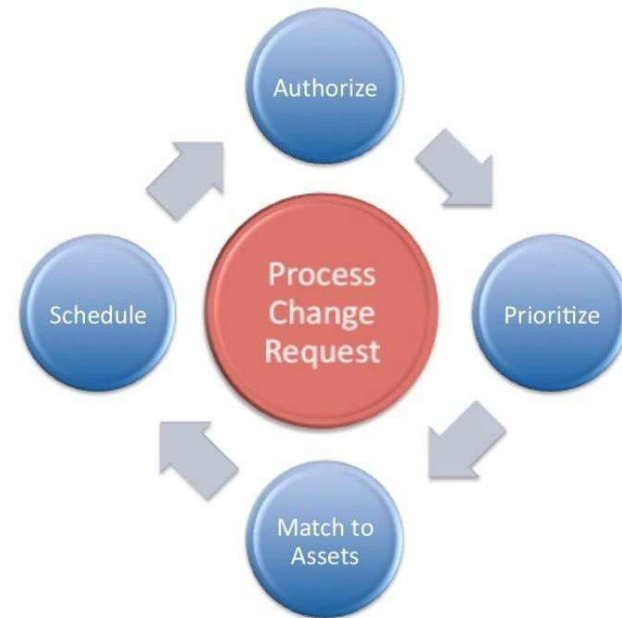 Authorize
Process
Change
Request
Schedule
Prioritize
Match to
Assets